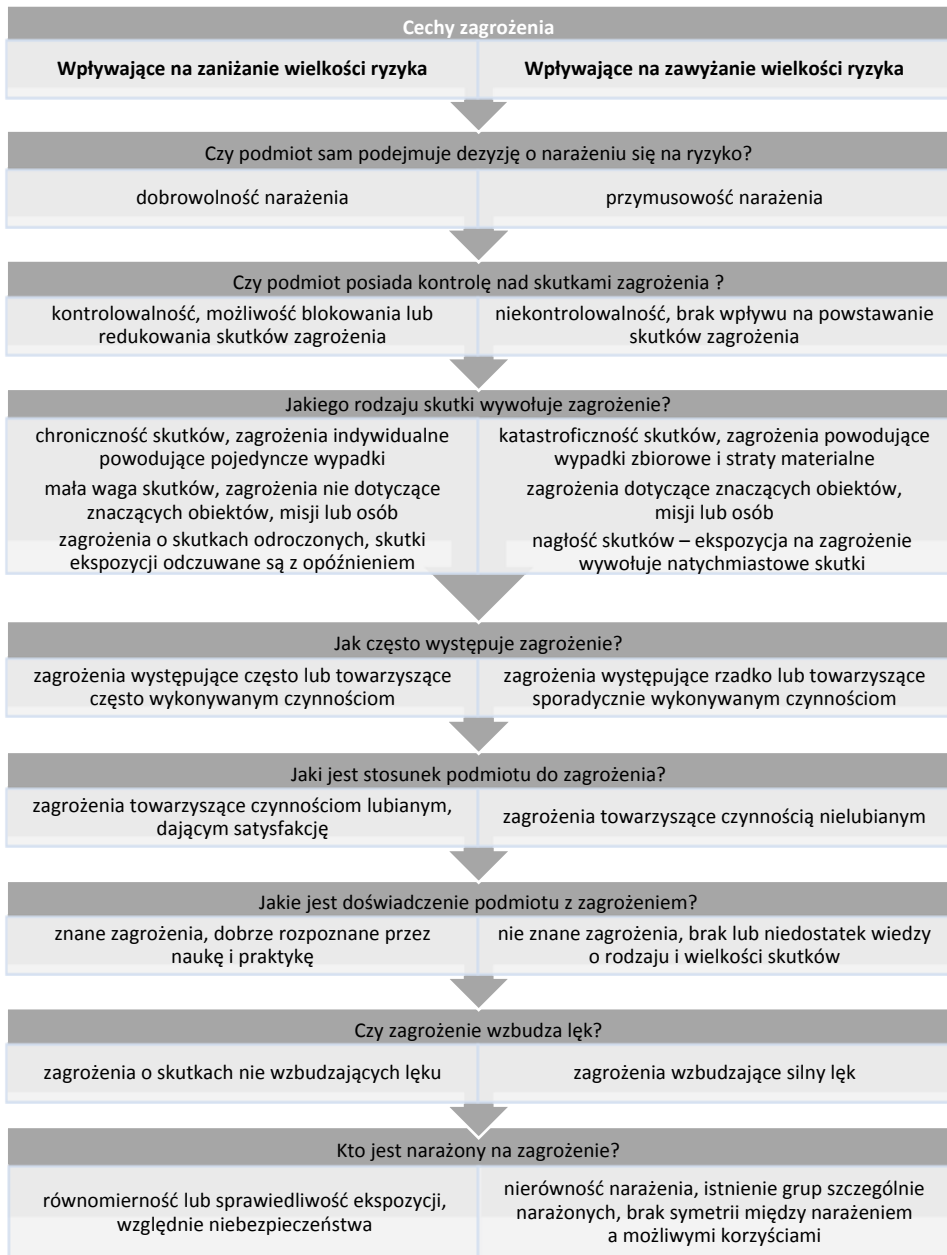 Cechy zagrożenia
Wpływające na zaniżanie wielkości ryzyka
Wpływające na zawyżanie wielkości ryzyka
Czy podmiot sam podejmuje dezyzję o narażeniu się na ryzyko?
dobrowolność narażenia
przymusowość narażenia
Czy podmiot posiada kontrolę nad skutkami zagrożenia ?
kontrolowalność, możliwość blokowania lub
redukowania skutków zagrożenia
niekontrolowalność, brak wpływu na powstawanie
skutków zagrożenia
Jakiego rodzaju skutki wywołuje zagrożenie?
chroniczność skutków, zagrożenia indywidualne
powodujące pojedyncze wypadki
mała waga skutków, zagrożenia nie dotyczące
znaczących obiektów, misji lub osób
zagrożenia o skutkach odroczonych, skutki
ekspozycji odczuwane są z opóźnieniem
katastroficzność skutków, zagrożenia powodujące
wypadki zbiorowe i straty materialne
zagrożenia dotyczące znaczących obiektów,
misji lub osób
nagłość skutków – ekspozycja na zagrożenie
wywołuje natychmiastowe skutki
Jak często występuje zagrożenie?
zagrożenia występujące często lub towarzyszące
często wykonywanym czynnościom
zagrożenia występujące rzadko lub towarzyszące
sporadycznie wykonywanym czynnościom
Jaki jest stosunek podmiotu do zagrożenia?
zagrożenia towarzyszące czynnościom lubianym,
dającym satysfakcję
zagrożenia towarzyszące czynnością nielubianym
Jakie jest doświadczenie podmiotu z zagrożeniem?
znane zagrożenia, dobrze rozpoznane przez
naukę i praktykę
nie znane zagrożenia, brak lub niedostatek wiedzy
o rodzaju i wielkości skutków
Czy zagrożenie wzbudza lęk?
zagrożenia o skutkach nie wzbudzających lęku
zagrożenia wzbudzające silny lęk
Kto jest narażony na zagrożenie?
równomierność lub sprawiedliwość ekspozycji,
względnie niebezpieczeństwa
nierówność narażenia, istnienie grup szczególnie
narażonych, brak symetrii między narażeniem
a możliwymi korzyściami